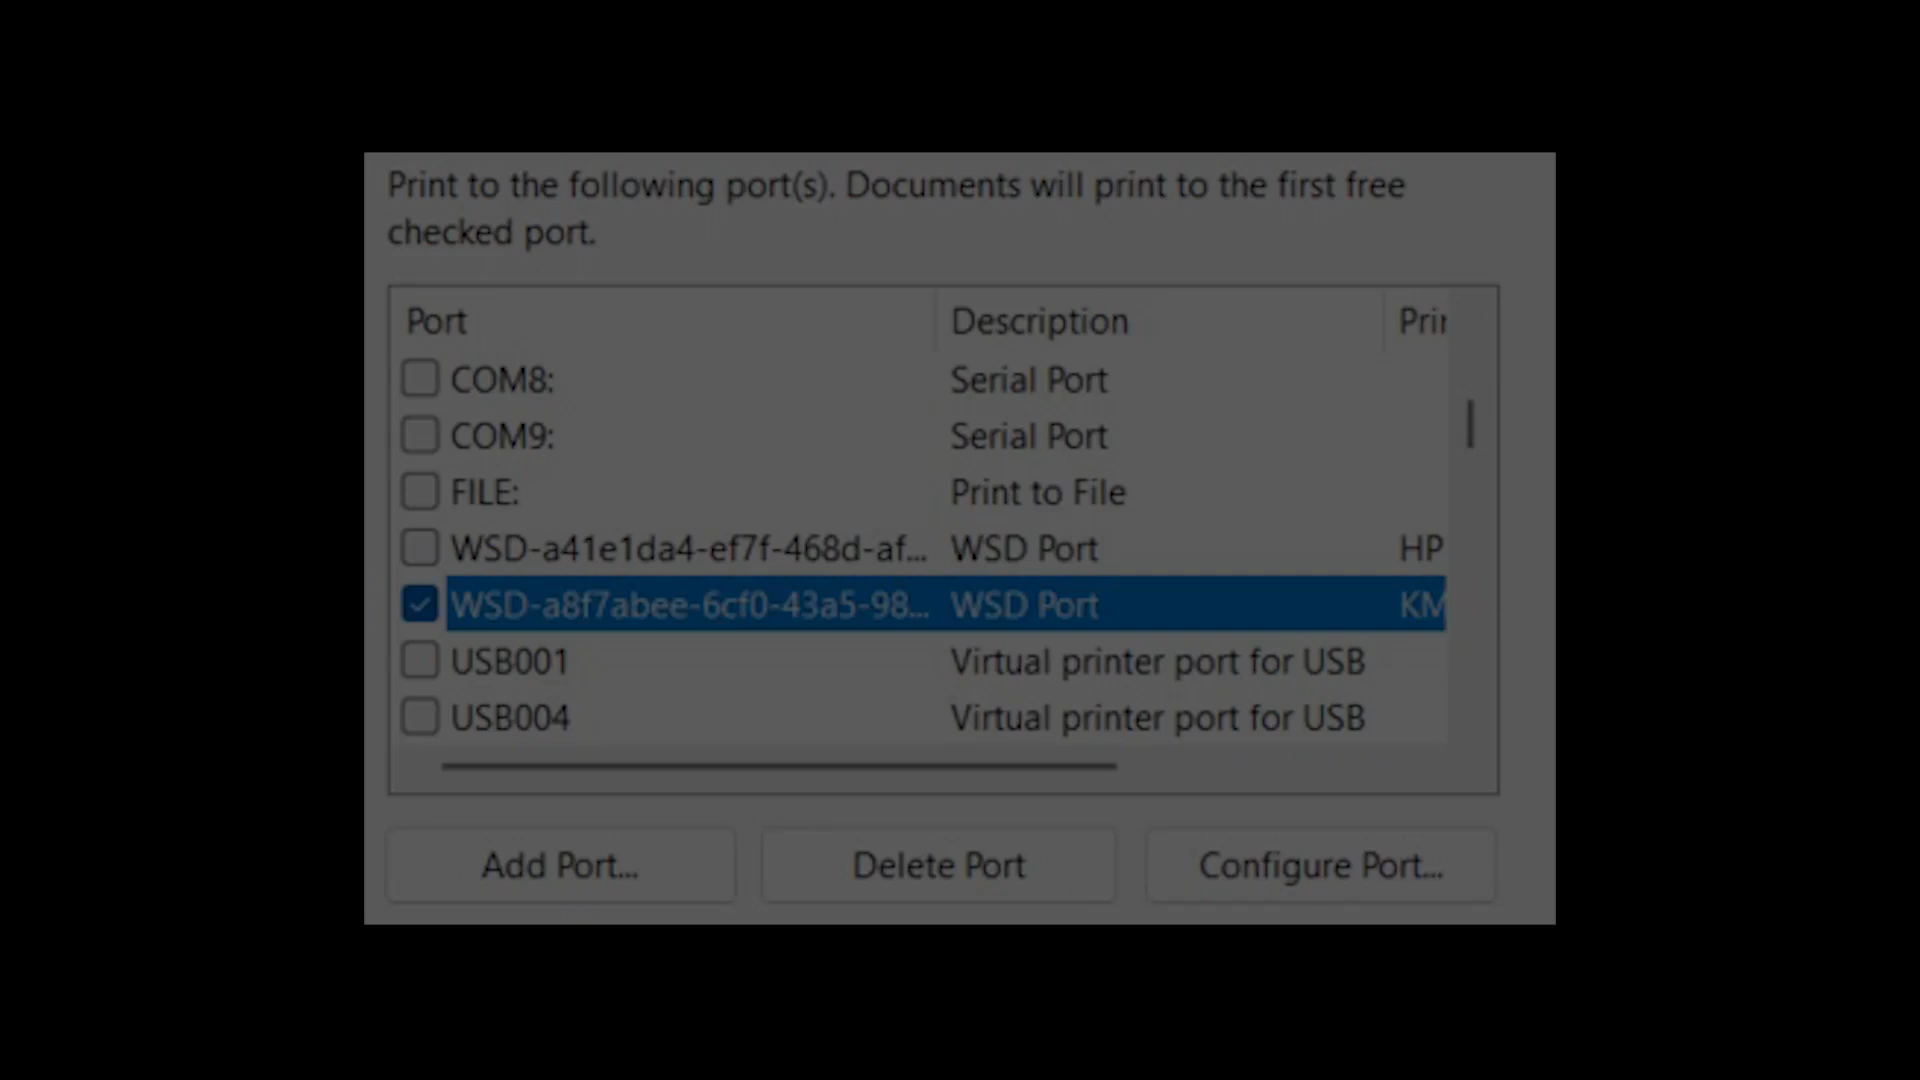 Print to the following port(s). Documents will print to the first free
checked port.
Port Description Prin
COM8: Serial Port
COM9: Serial Port
FILE: Print to File
WSD-a41e1da4-ef7f-468d-af... WSD Port HP
WSD-a8f7abee-6cf0-43a5-98... WSD Port KM
USB001 Virtual printer port for USB
USB004 Virtual printer port for USB
Add Port... Delete Port Configure Port...